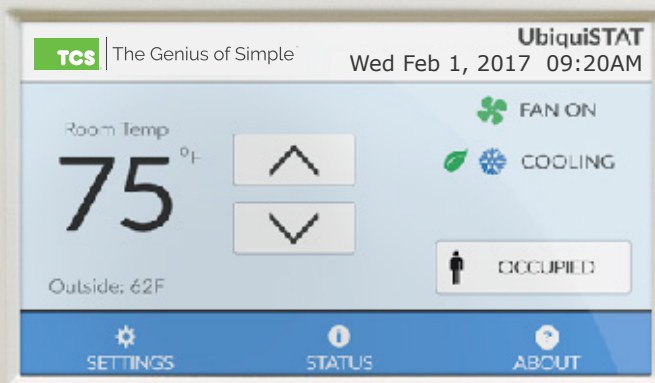 UbiquiSTAT
TCS The Genius of Simple
Wed Feb 1, 2017 09:20AM
FAN ON
Room Temp
75°F
COOLING
OCCUPIED
Outside: 62F
SETTINGS
STATUS
ABOUT